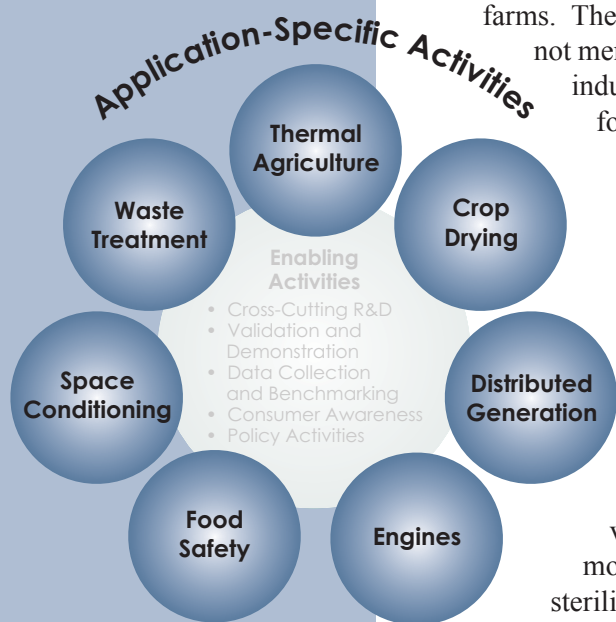 Application-Specific Activities
Thermal
Agriculture
Waste
Treatment
Crop
Drying
Enabling
Activities
• Cross-Cutting R&D
• Validation and
Demonstration
• Data Collection
and Benchmarking
• Consumer Awareness
• Policy Activities
Space
Conditioning
Distributed
Generation
Food
Safety
Engines
farms. The
not mer
indu
fo
v
mo
sterili